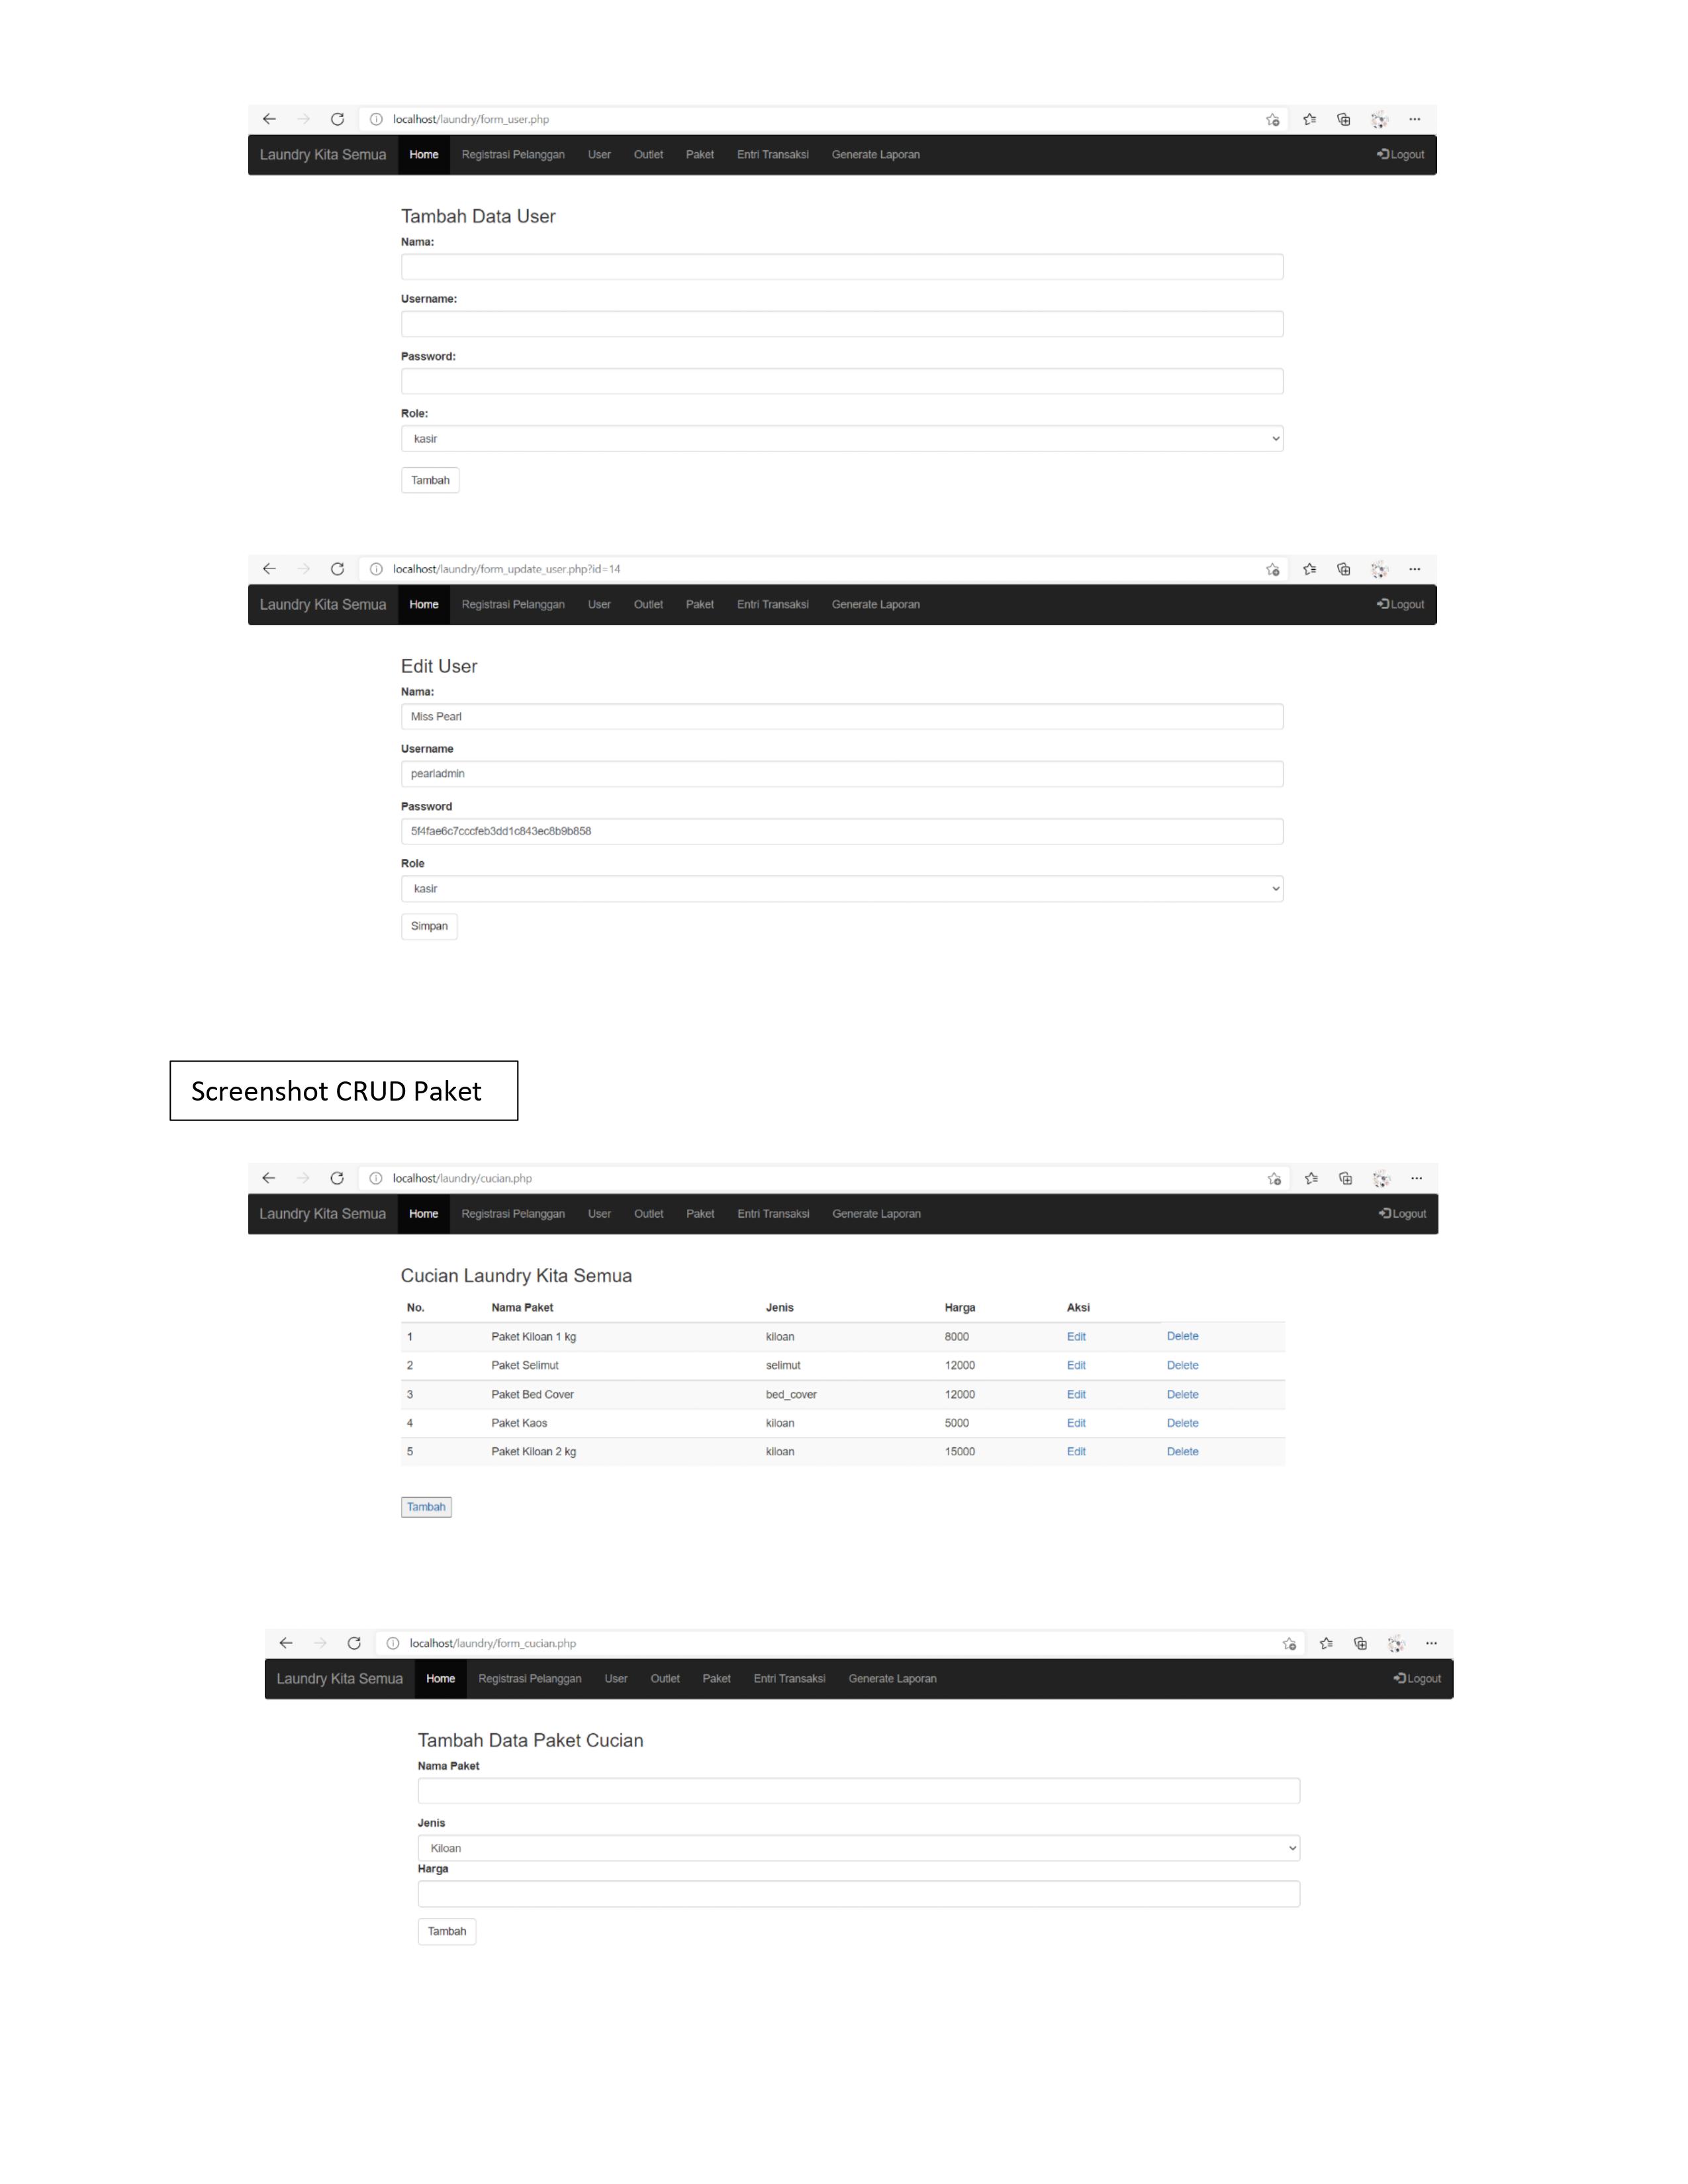 localhost/laundry/form_user.php
Laundry Kita Semua Home Registrasi Pelanggan User Outlet Paket Entri Transaksi Generate Laporan Logout
Tambah Data User
Nama:
Username:
Password:
Role:
kasir
Tambah
localhost/laundry/form_update_user.php?id=14
Laundry Kita Semua Home Registrasi Pelanggan User Outlet Paket Entri Transaksi Generate Laporan Logout
Edit User
Nama:
Miss Pearl
Username
pearladmin
Password
5f4fae6c7cccfeb3dd1c843ec8b9b858
Role
kasir
Simpan
Screenshot CRUD Paket
localhost/laundry/cucian.php
Laundry Kita Semua Home Registrasi Pelanggan User Outlet Paket Entri Transaksi Generate Laporan Logout
Cucian Laundry Kita Semua
No. Nama Paket Jenis Harga Aksi
1 Paket Kiloan 1 kg kiloan 8000 Edit Delete
2 Paket Selimut selimut 12000 Edit Delete
3 Paket Bed Cover bed_cover 12000 Edit Delete
4 Paket Kaos kiloan 5000 Edit Delete
5 Paket Kiloan 2 kg kiloan 15000 Edit Delete
Tambah
localhost/laundry/form_cucian.php
Laundry Kita Semua Home Registrasi Pelanggan User Outlet Paket Entri Transaksi Generate Laporan Logout
Tambah Data Paket Cucian
Nama Paket
Jenis
Kiloan
Harga
Tambah